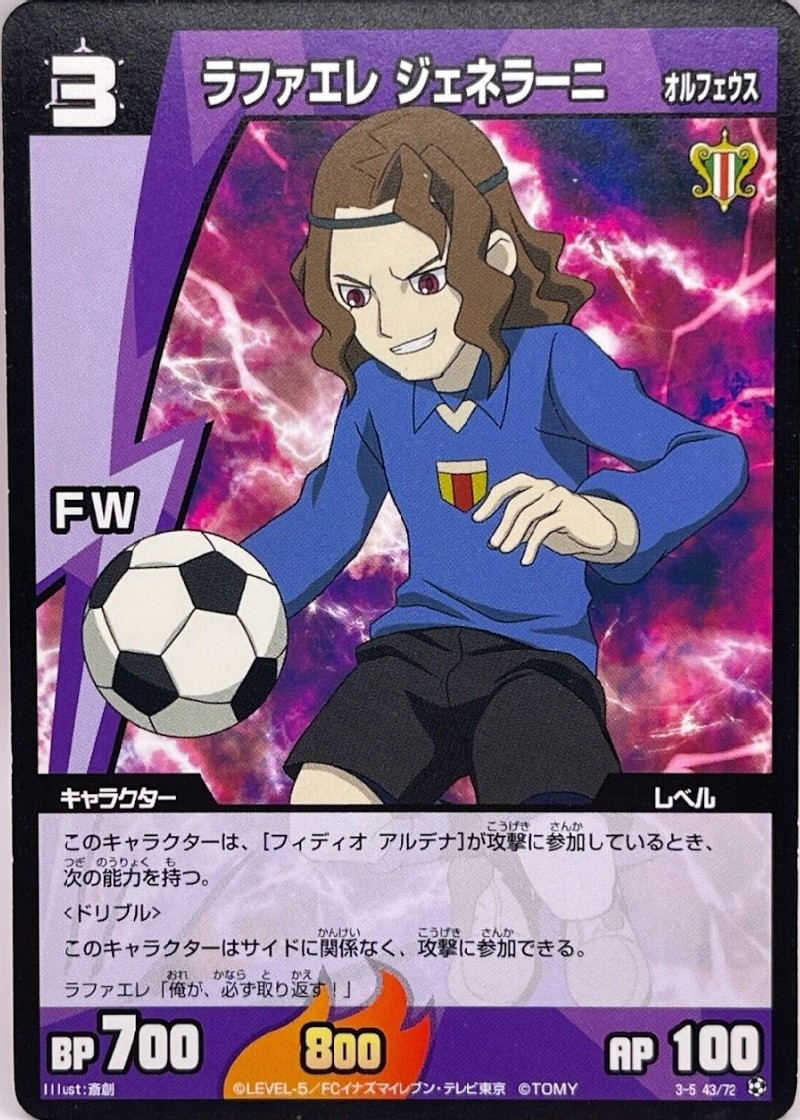 3
ラファエレ ジェネラーニ
オルフェウス
FW
キャラクター
レベル
このキャラクターは、[フィディオ アルデナ]が攻撃に参加しているとき、
次の能力を持つ。
<ドリブル>
このキャラクターはサイドに関係なく、攻撃に参加できる。
ラファエレ「俺が、必ず取り返す!」
BP 700
800
AP 100
Illust:斎創
©LEVEL-5/FCイナズマイレブン・テレビ東京 ©TOMY
3-5 43/72